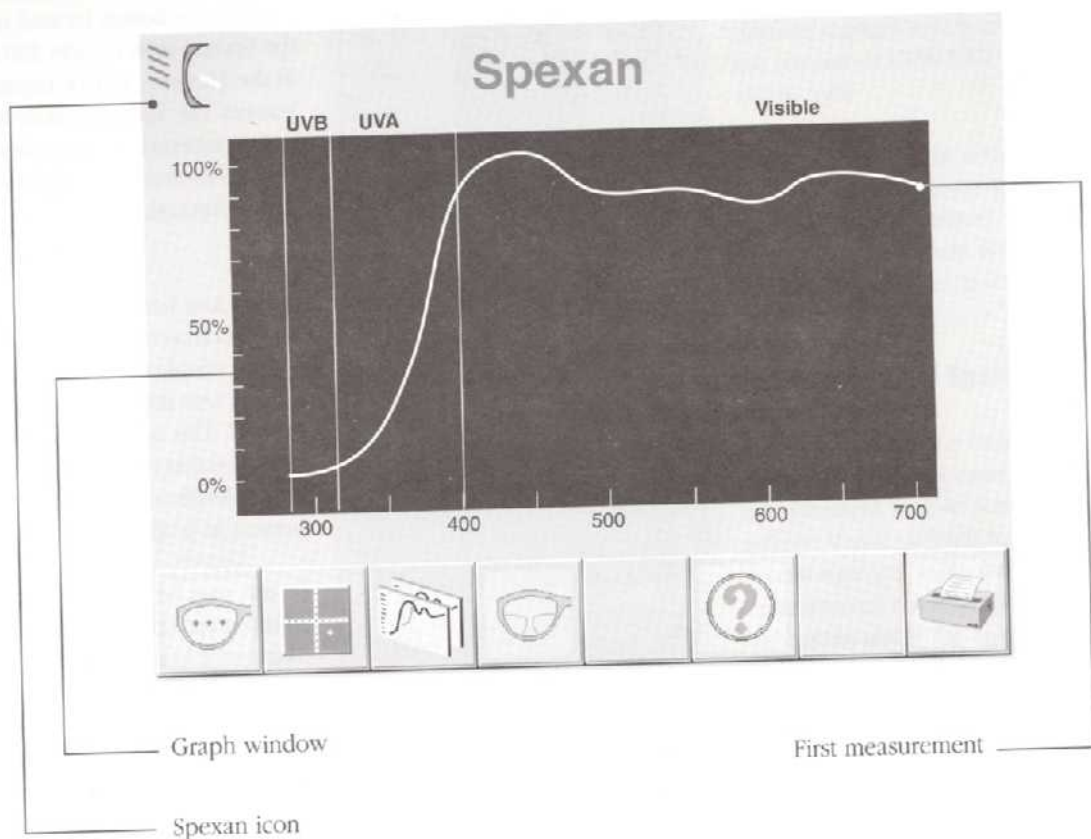 Spexan
UVB UVA Visible
100%
50%
0%
300 400 500 600 700
?
Graph window
First measurement
Spexan icon